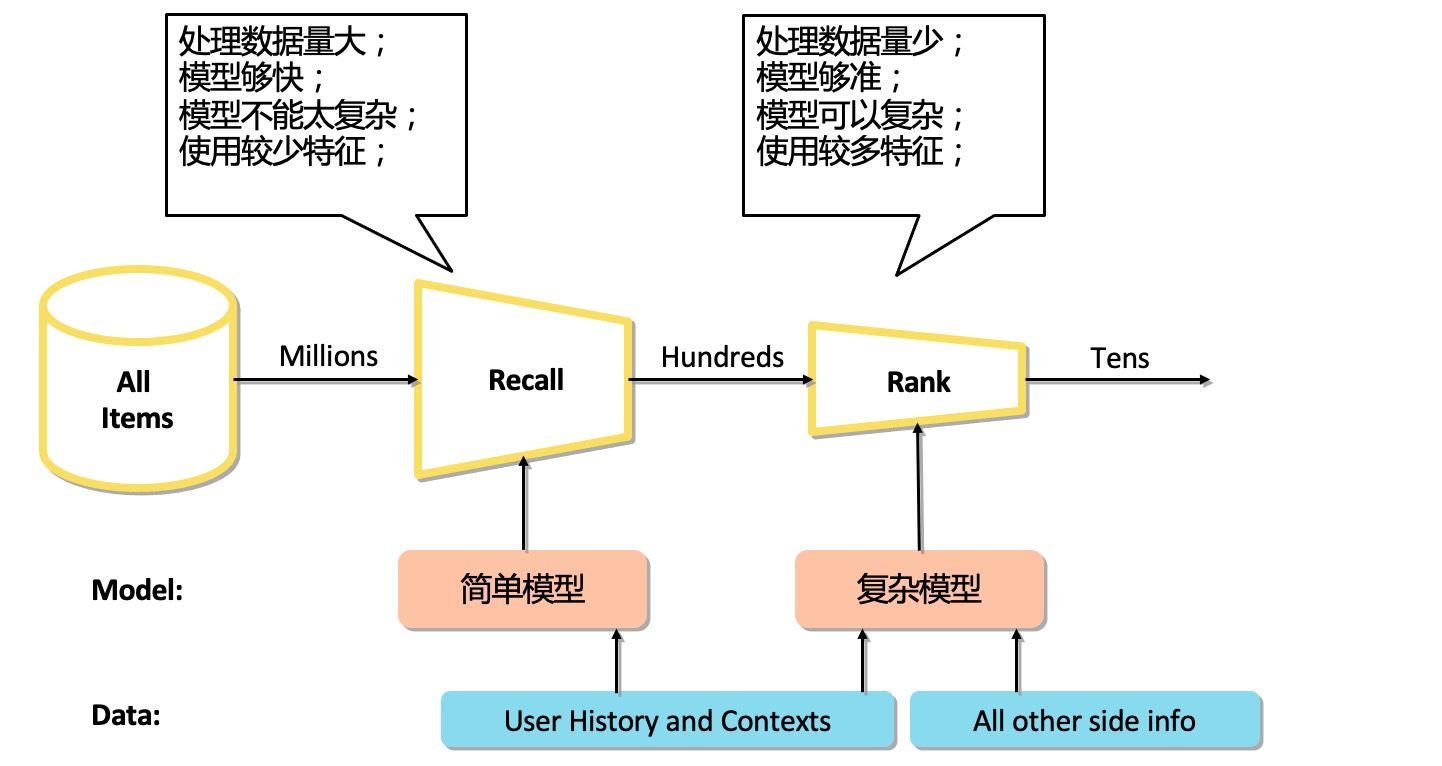 处理数据量大；
模型够快；
模型不能太复杂；
使用较少特征；
处理数据量少；
模型够准；
模型可以复杂；
使用较多特征；
All
Items
Millions
Recall
Hundreds
Rank
Tens
Model:
简单模型
复杂模型
Data:
User History and Contexts
All other side info